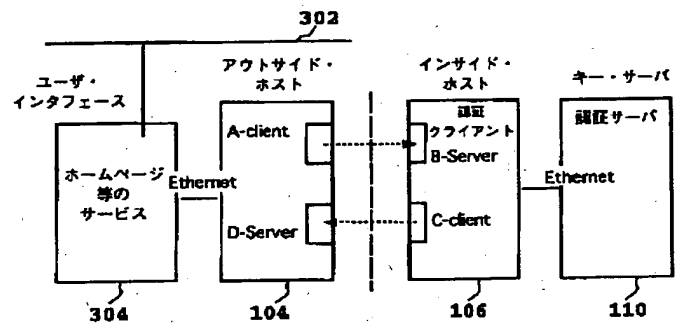 302
ユーザ・
インタフェース
アウトサイド・
ホスト
インサイド・
ホスト
キー・サーバ
ホームページ
等の
サービス
Ethernet
A-client
D-Server
認証
クライアント
B-Server
C-client
Ethernet
認証サーバ
304
104
106
110